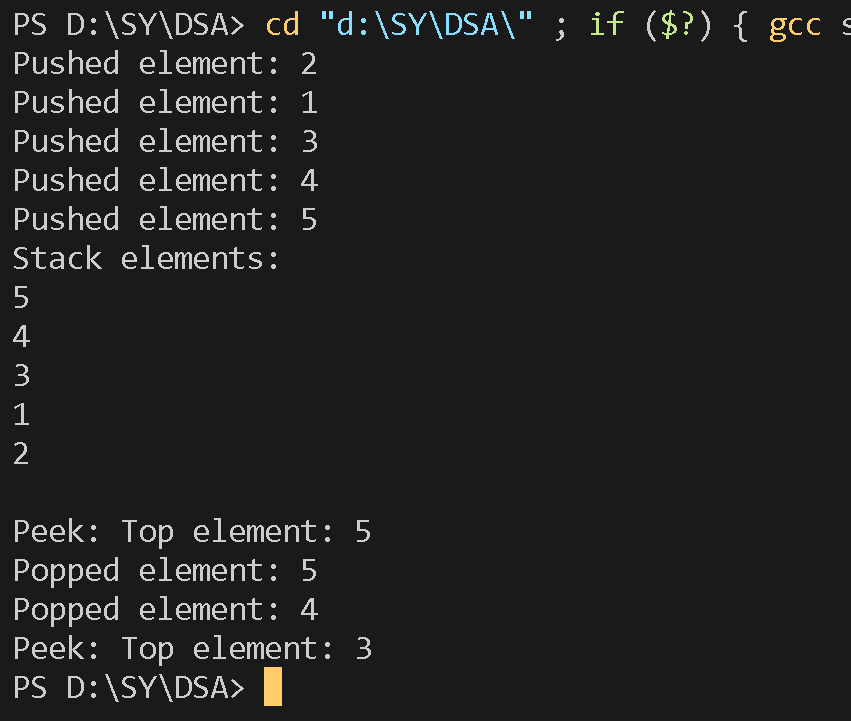 PS D:\SY\DSA> cd "d:\SY\DSA\" ; if ($?) { gcc s
Pushed element: 2
Pushed element: 1
Pushed element: 3
Pushed element: 4
Pushed element: 5
Stack elements:
5
4
3
1
2

Peek: Top element: 5
Popped element: 5
Popped element: 4
Peek: Top element: 3
PS D:\SY\DSA>